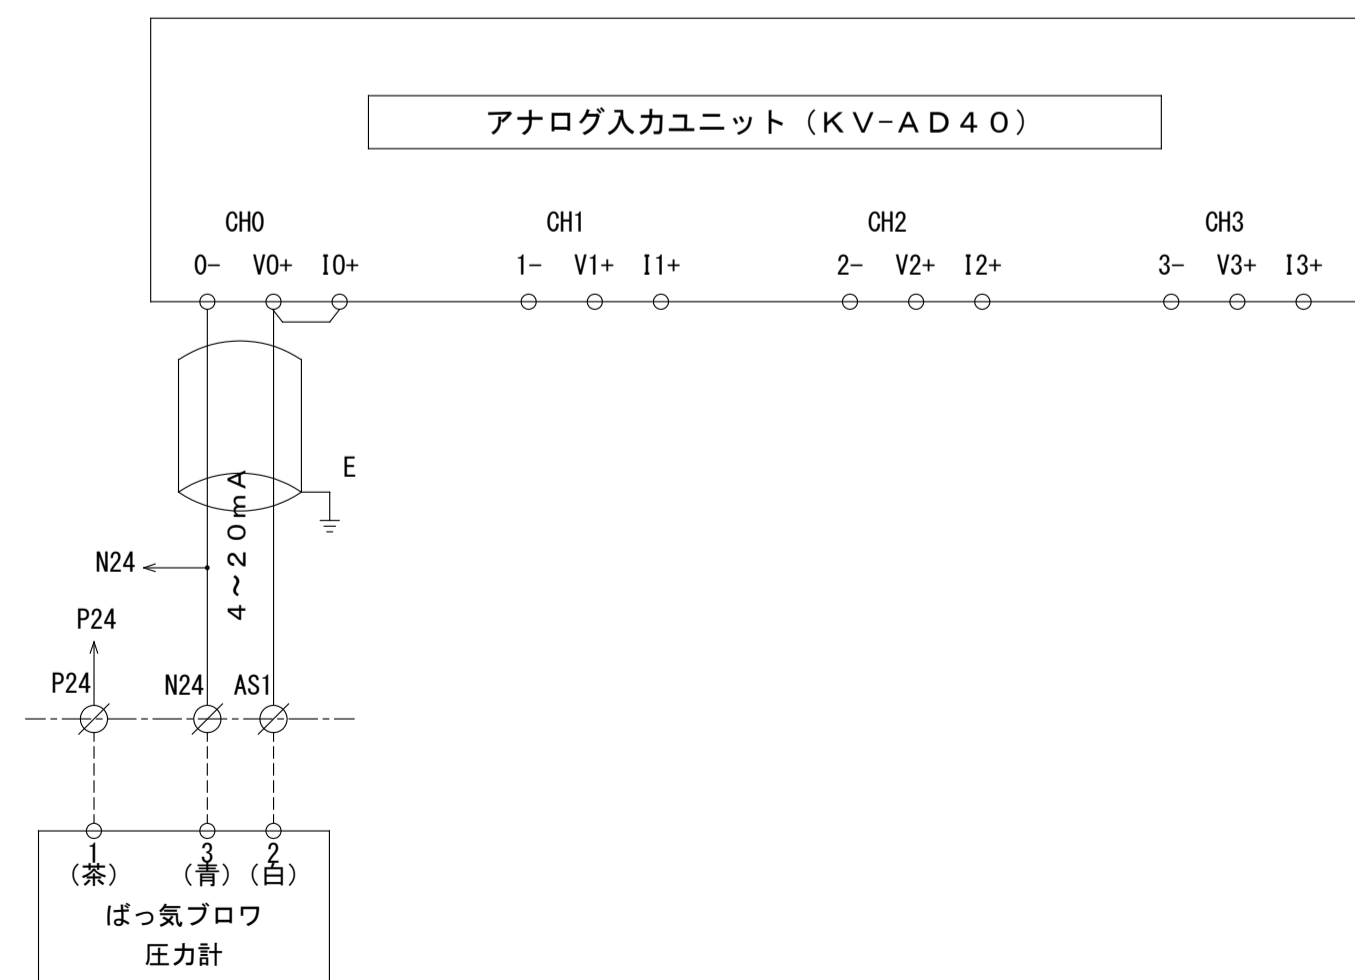 アナログ入力ユニット（ＫＶ−ＡＤ４０）
CH0 CH1 CH2 CH3
0− V0+ I0+ 1− V1+ I1+ 2− V2+ I2+ 3− V3+ I3+
E
4～20mA
N24
P24
P24 N24 AS1
1 3 2
(茶) (青) (白)
ばっ気ブロワ
圧力計